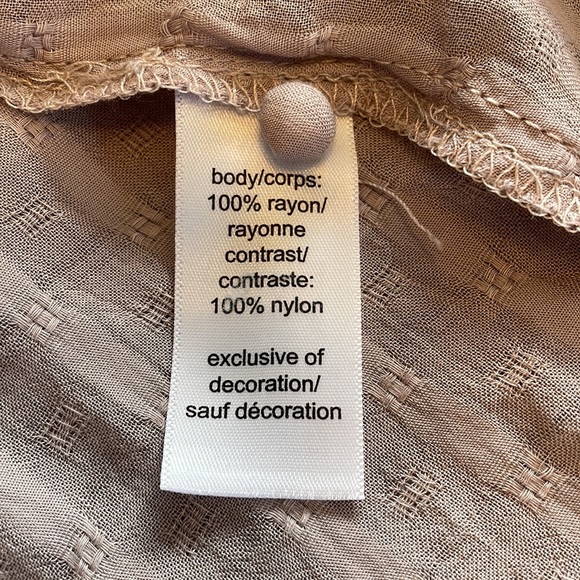 body/corps:
100% rayon/
rayonne
contrast/
contraste:
100% nylon
exclusive of
decoration/
sauf décoration